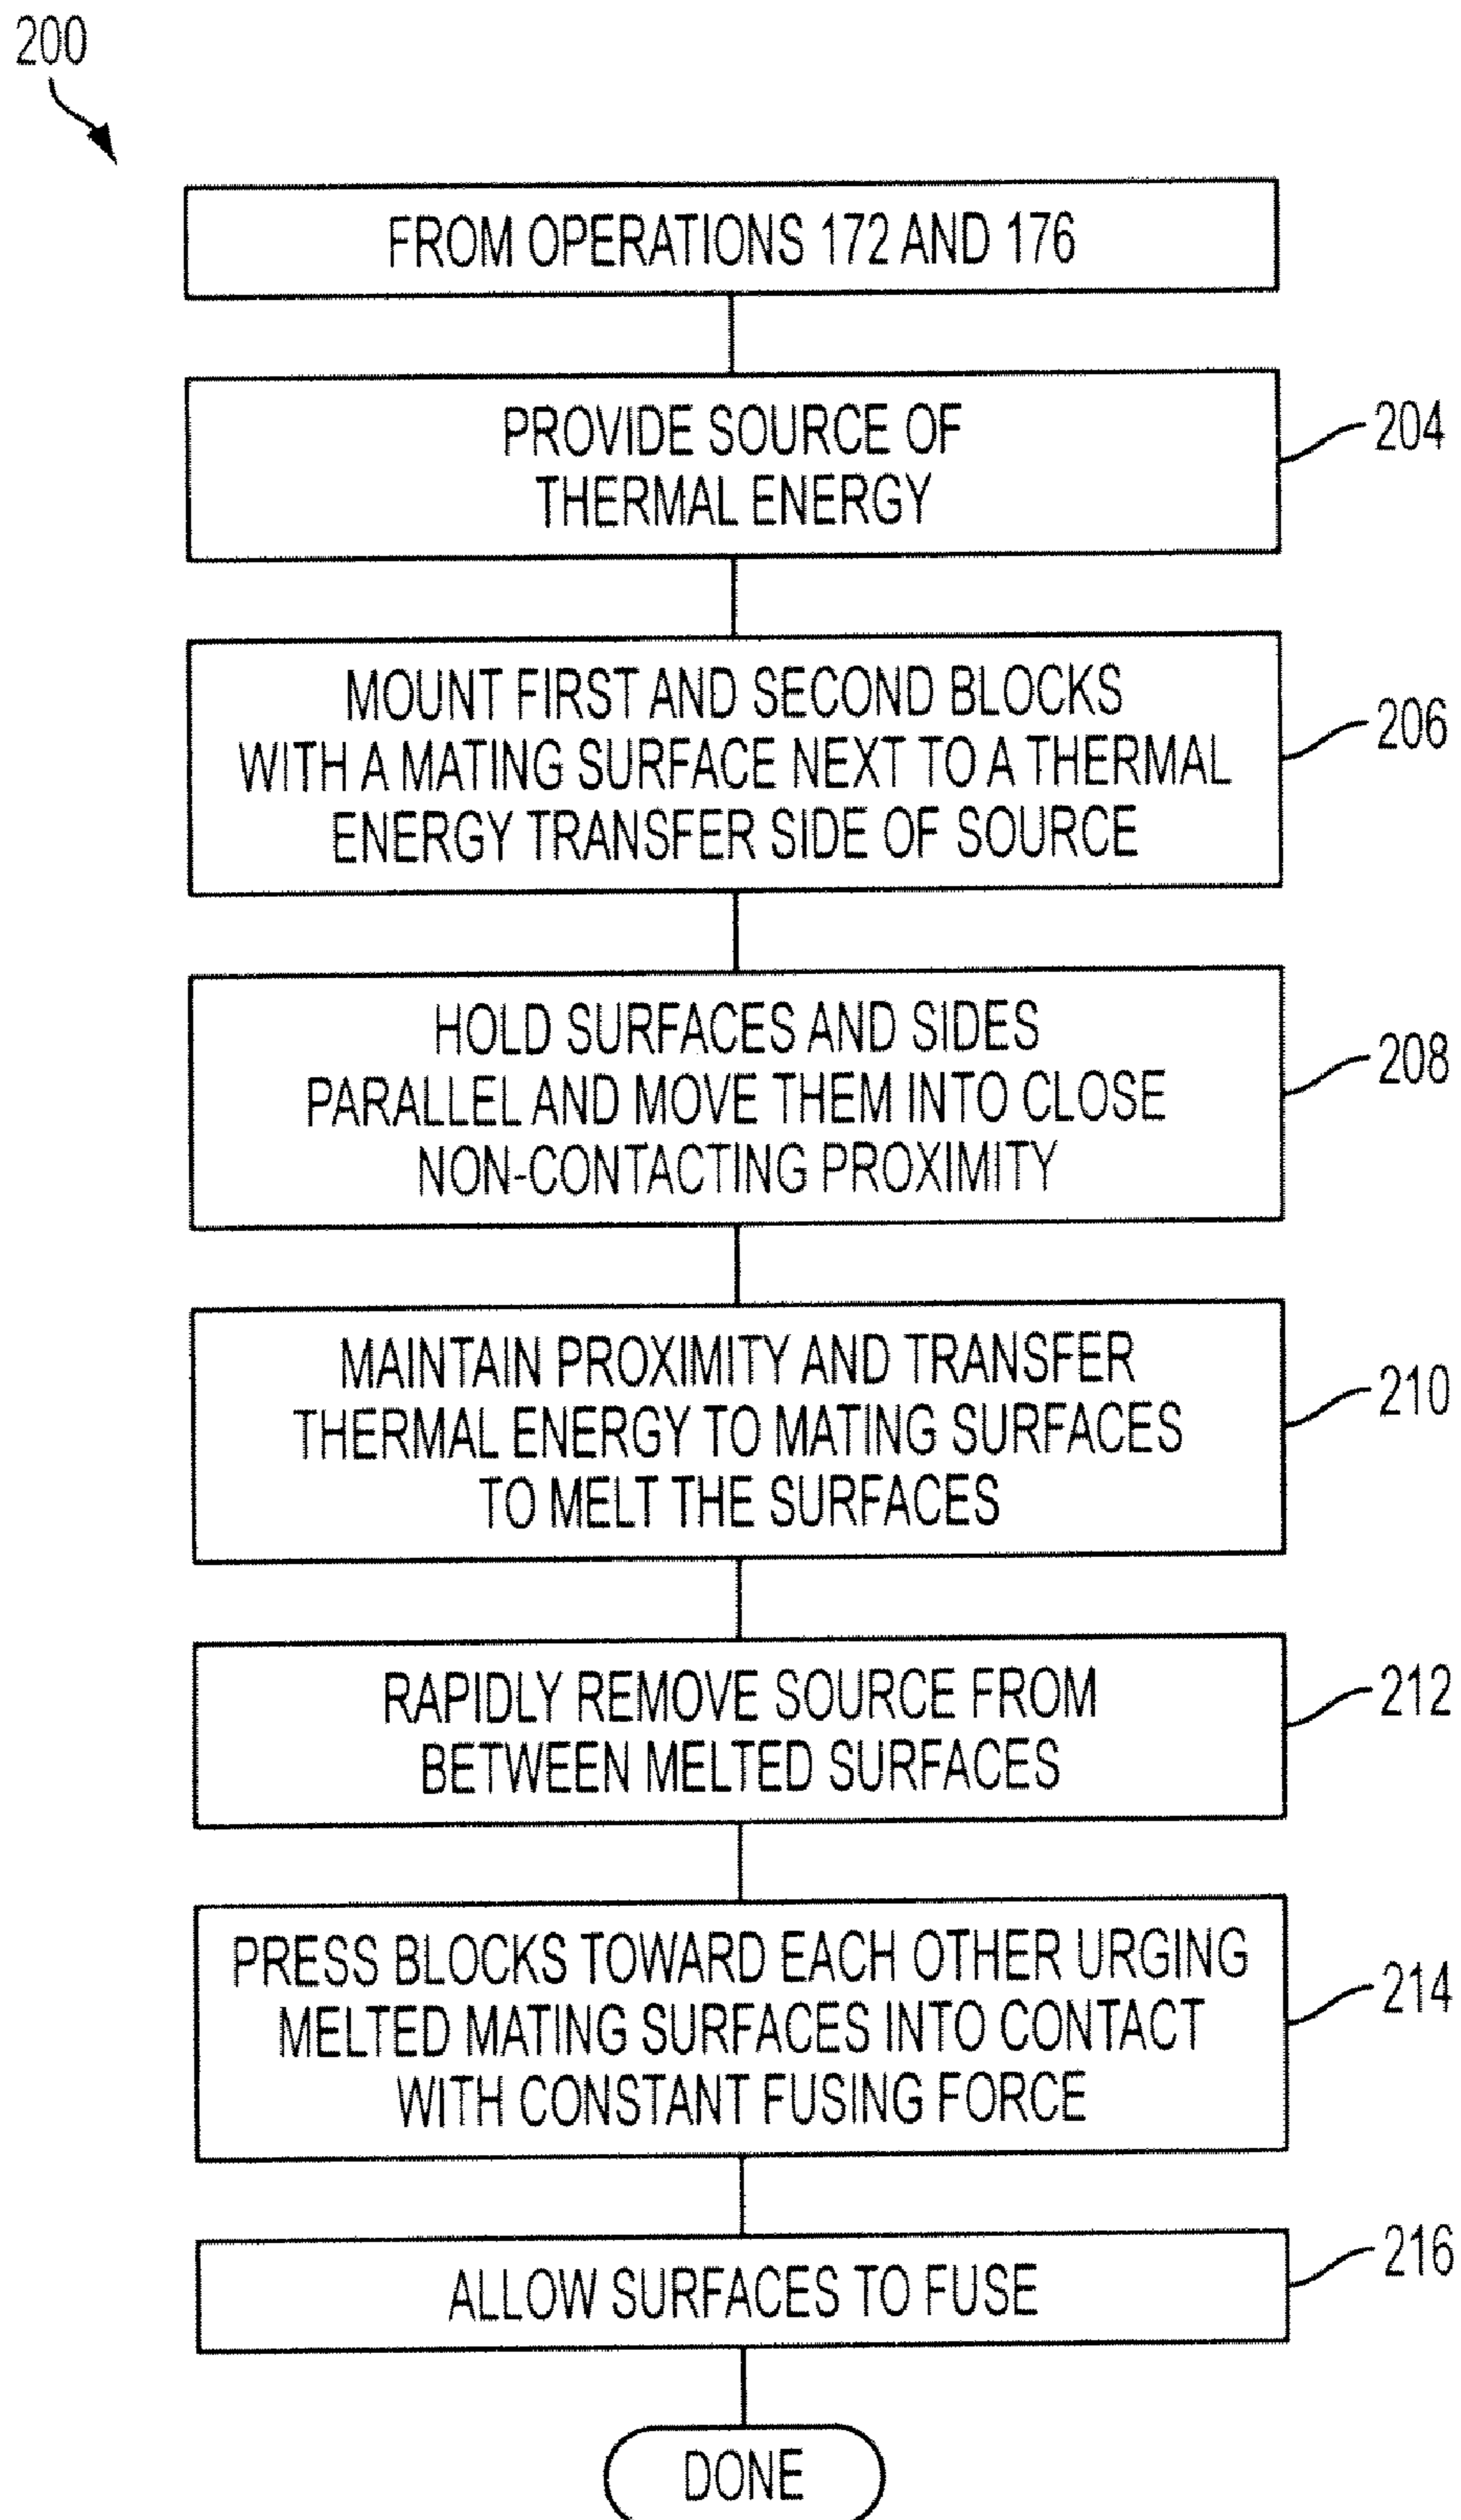 200
FROM OPERATIONS 172 AND 176
PROVIDE SOURCE OF
THERMAL ENERGY
204
MOUNT FIRST AND SECOND BLOCKS
WITH A MATING SURFACE NEXT TO A THERMAL
ENERGY TRANSFER SIDE OF SOURCE
206
HOLD SURFACES AND SIDES
PARALLEL AND MOVE THEM INTO CLOSE
NON-CONTACTING PROXIMITY
208
MAINTAIN PROXIMITY AND TRANSFER
THERMAL ENERGY TO MATING SURFACES
TO MELT THE SURFACES
210
RAPIDLY REMOVE SOURCE FROM
BETWEEN MELTED SURFACES
212
PRESS BLOCKS TOWARD EACH OTHER URGING
MELTED MATING SURFACES INTO CONTACT
WITH CONSTANT FUSING FORCE
214
ALLOW SURFACES TO FUSE
216
DONE